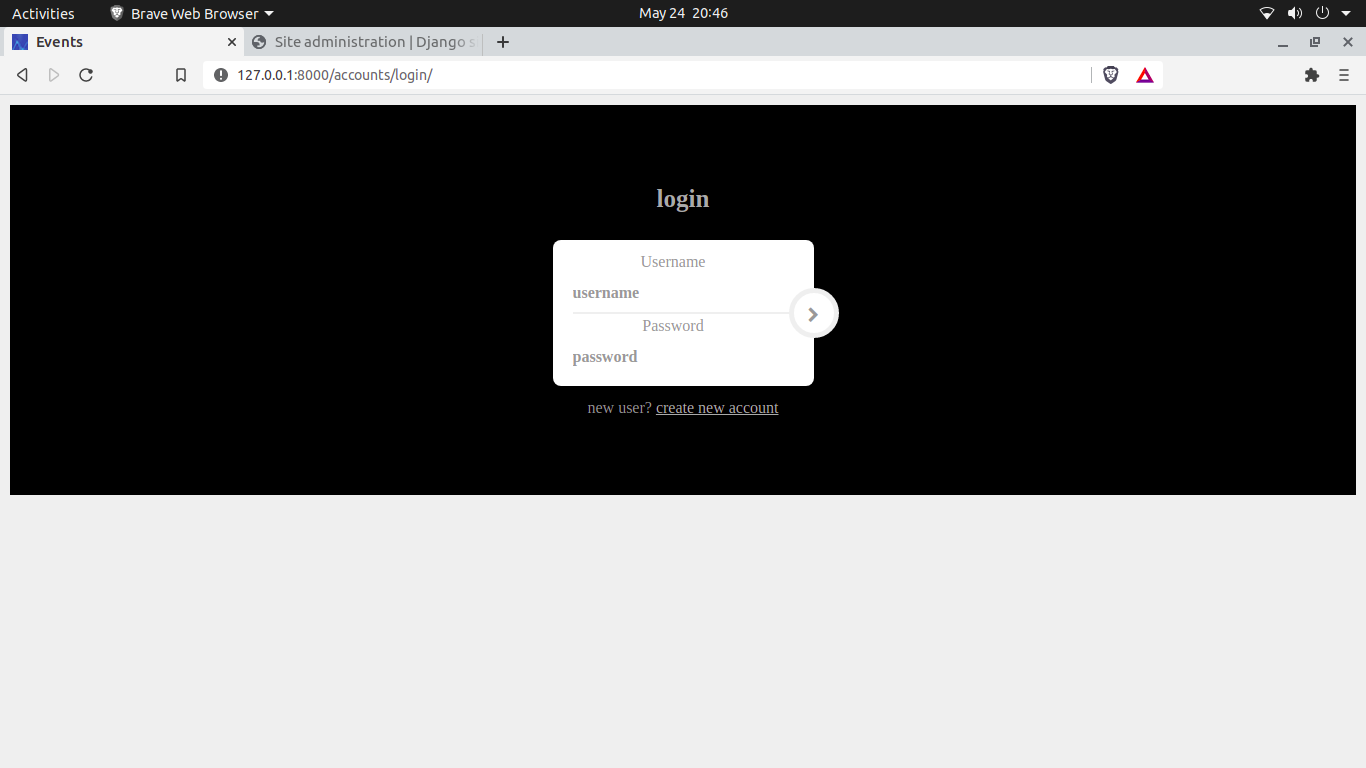 Activities Brave Web Browser May 24 20:46
Events Site administration | Django s
127.0.0.1:8000/accounts/login/
login
Username
username
Password
password
new user? create new account